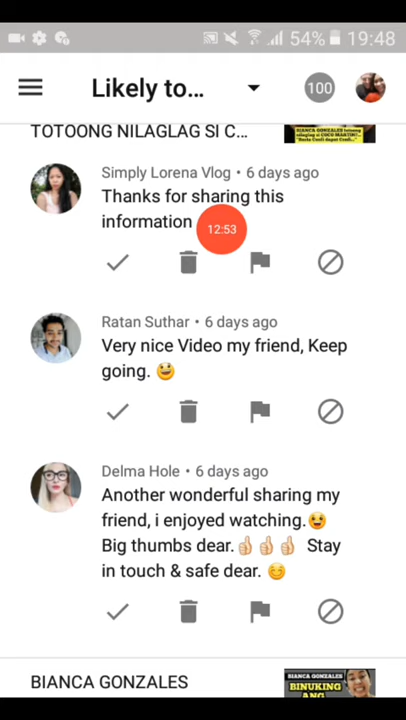 54% 19:48
Likely to... 100
TOTOONG NILAGLAG SI C...
BIANCA GONZALES
Simply Lorena Vlog • 6 days ago
Thanks for sharing this
information
12:53
Ratan Suthar • 6 days ago
Very nice Video my friend, Keep
going. 😃
Delma Hole • 6 days ago
Another wonderful sharing my
friend, i enjoyed watching.😉
Big thumbs dear.👍🏻👍🏻👍🏻 Stay
in touch & safe dear. 😊
BIANCA GONZALES
BIANCA GONZALES
BINUKING
ANG